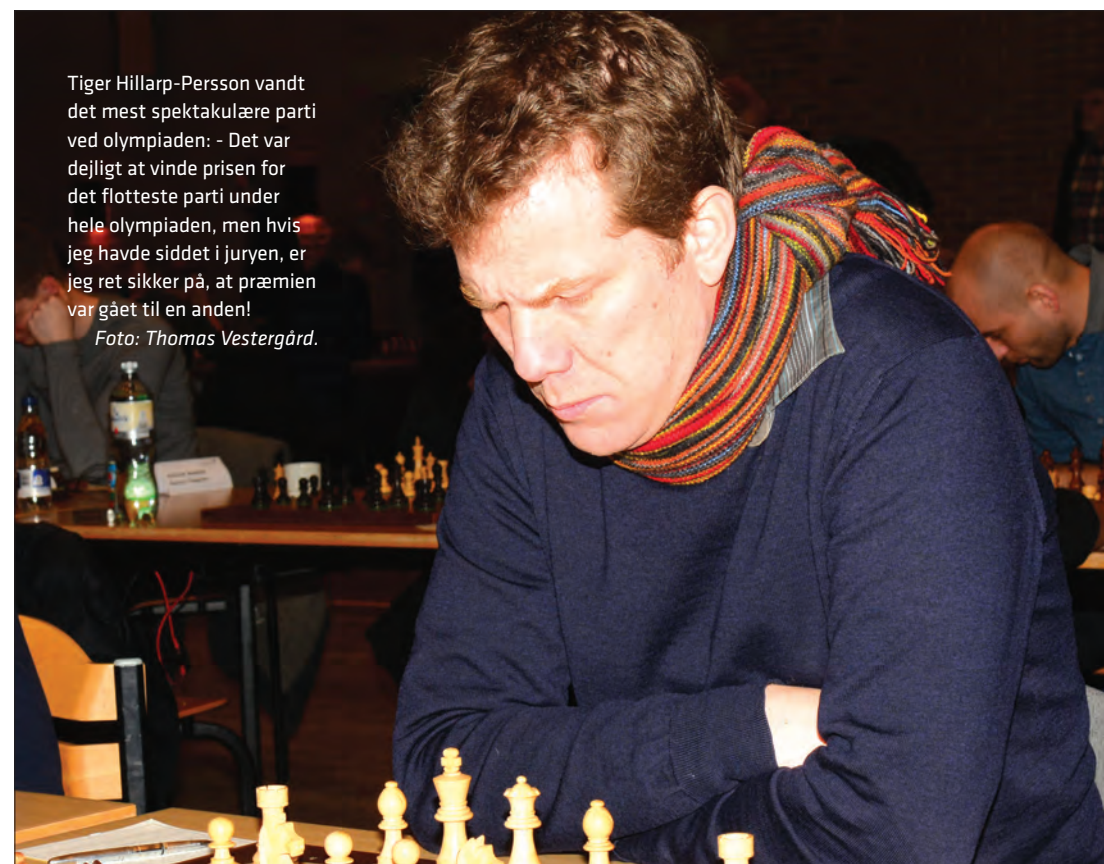 Tiger Hillarp-Persson vandt
det mest spektakulære parti
ved olympiaden: - Det var
dejligt at vinde prisen for
det flotteste parti under
hele olympiaden, men hvis
jeg havde siddet i juryen, er
jeg ret sikker på, at præmien
var gået til en anden!
Foto: Thomas Vestergård.